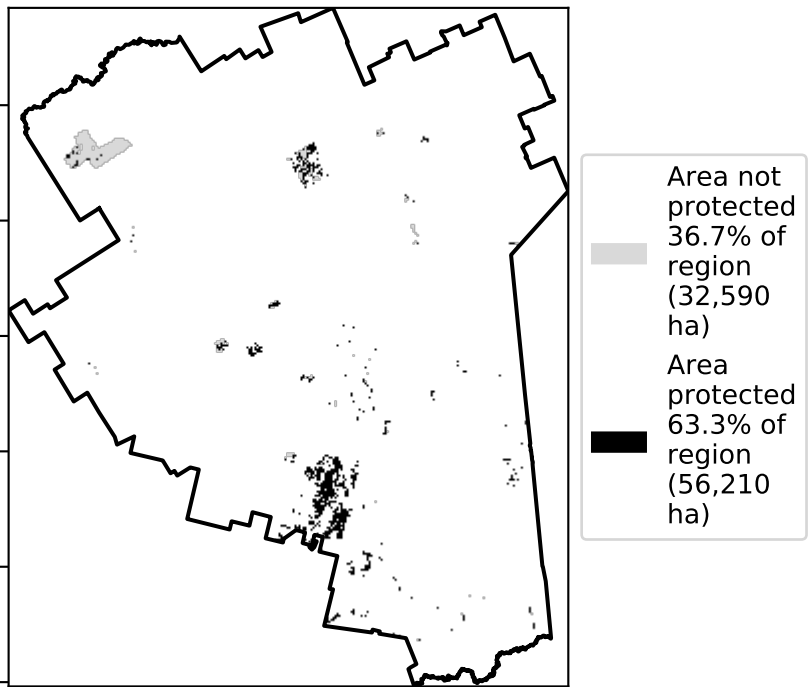 Area not
protected
36.7% of
region
(32,590
ha)
Area
protected
63.3% of
region
(56,210
ha)